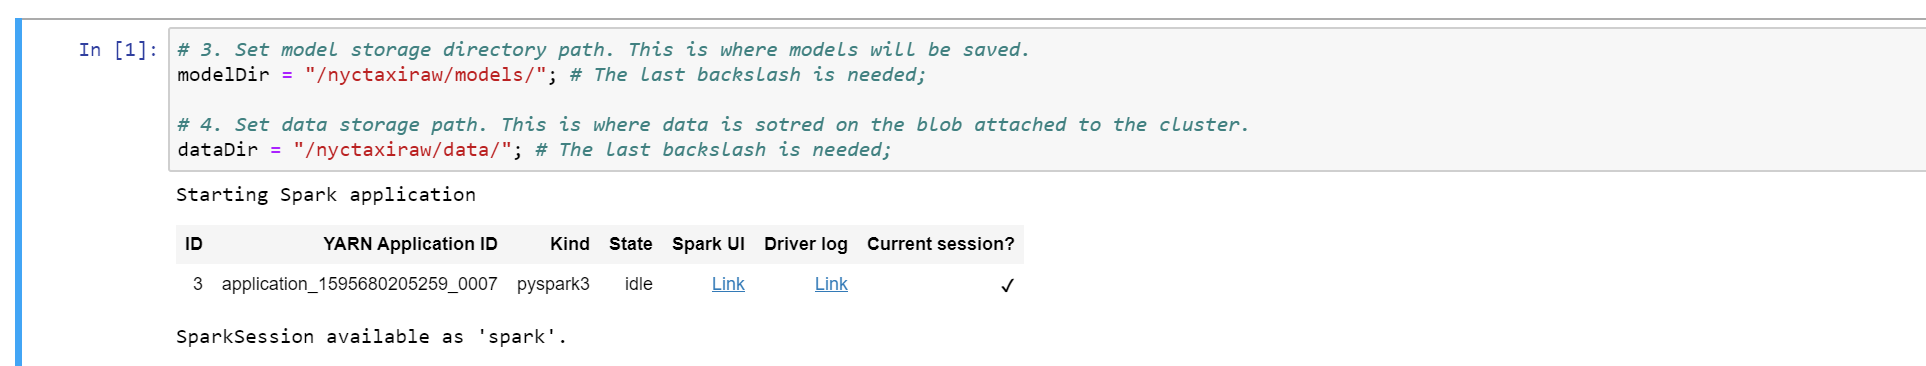 In [1]: # 3. Set model storage directory path. This is where models will be saved.
modelDir = "/nyctaxiraw/models/"; # The last backslash is needed;
# 4. Set data storage path. This is where data is sotred on the blob attached to the cluster.
dataDir = "/nyctaxiraw/data/"; # The last backslash is needed;
Starting Spark application
ID YARN Application ID Kind State Spark UI Driver log Current session?
3 application_1595680205259_0007 pyspark3 idle Link Link ✓
SparkSession available as 'spark'.